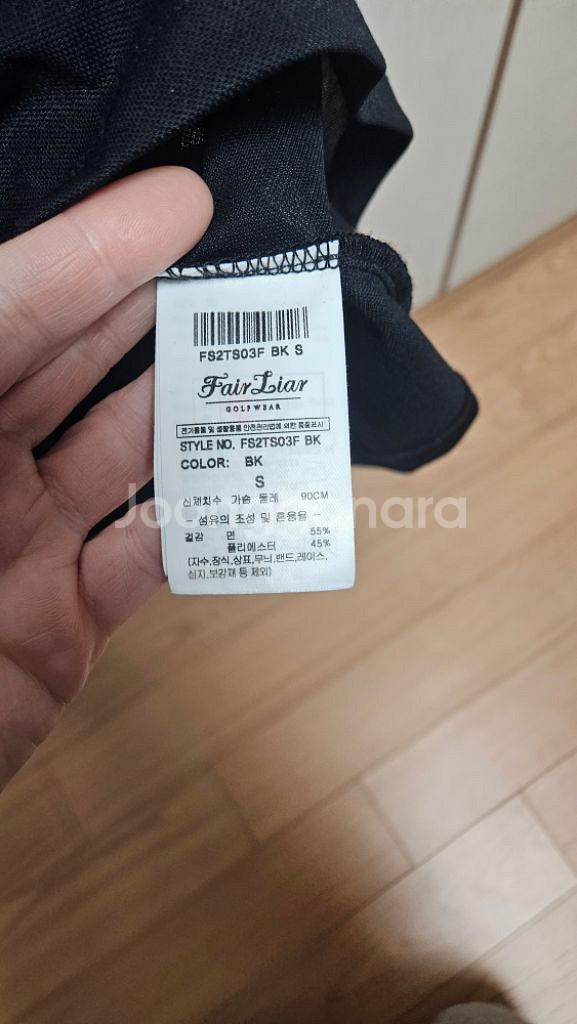 FS2TS03F BK S
Fair Liar
GOLFWEAR
전기용품 및 생활용품 안전관리법에 의한 품질표시
STYLE NO. FS2TS03F BK
COLOR: BK
S
신체치수 가슴 둘레 90CM
- 섬유의 조성 및 혼용율 -
겉감 면 55%
폴리에스터 45%
(자수,장식,상표,무늬,밴드,레이스,
심지,보강재 등 제외)
Joonggonara